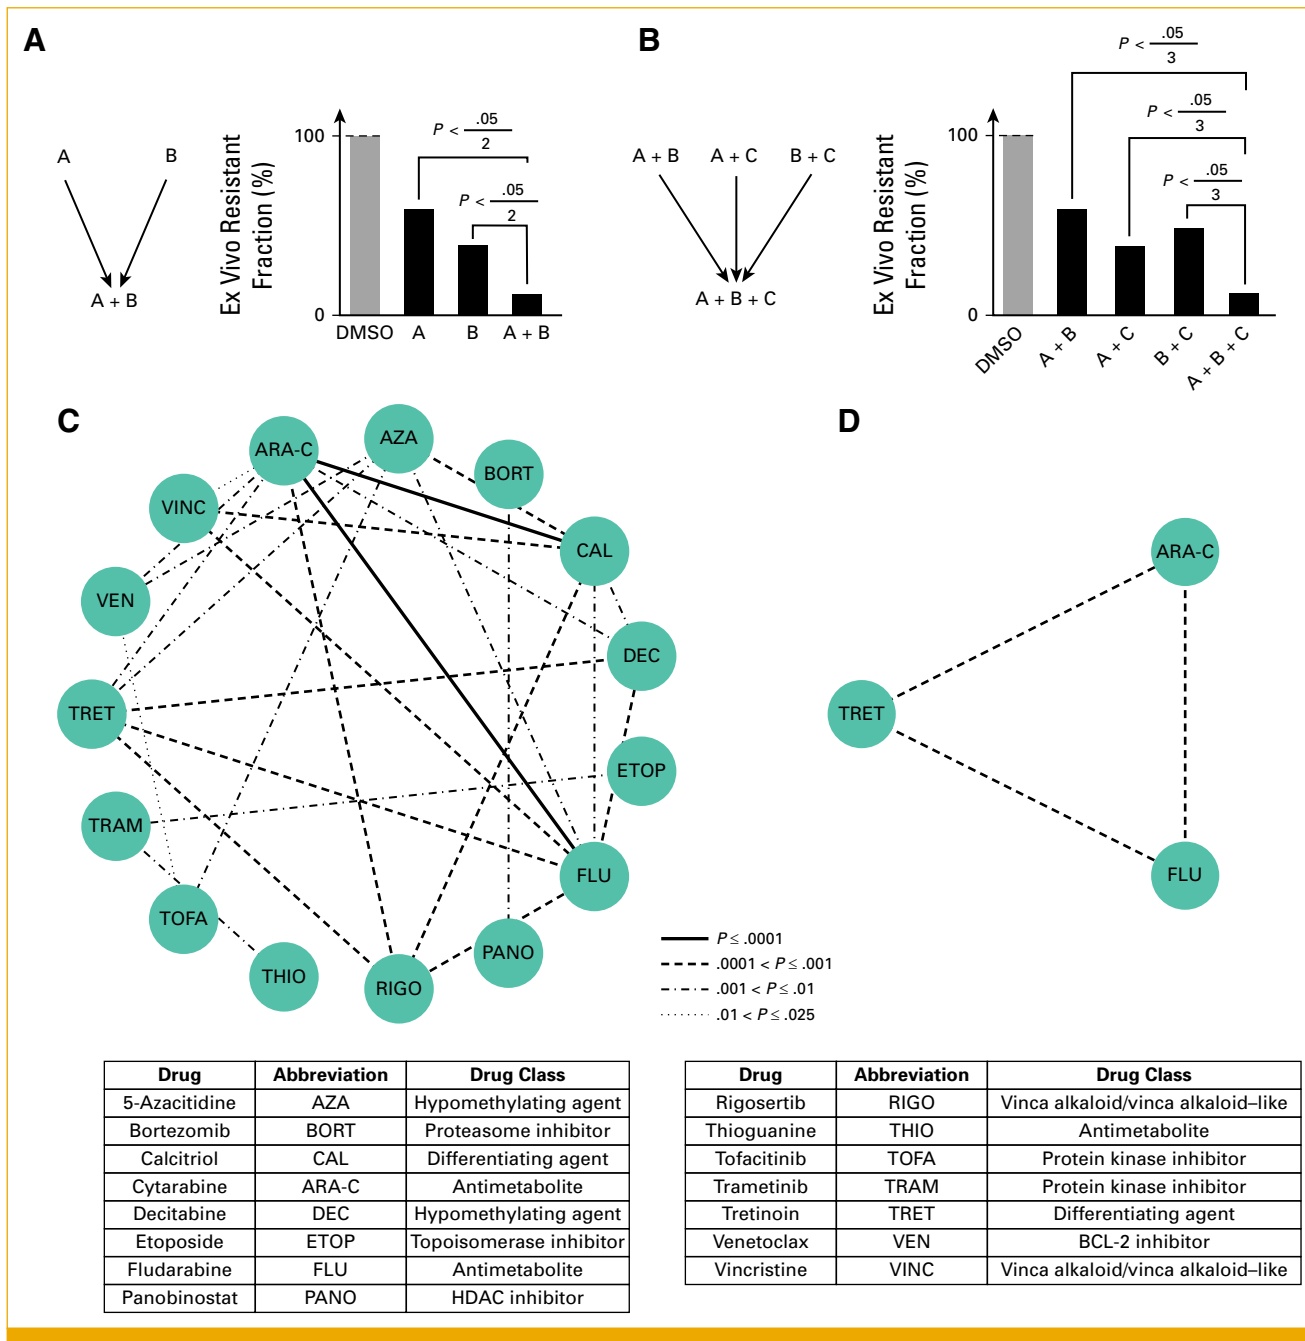 A
A
B
A + B
Ex Vivo Resistant
Fraction (%)
100
0
P < .05
2
P < .05
2
DMSO A B A + B
B
A + B A + C B + C
A + B + C
Ex Vivo Resistant
Fraction (%)
100
0
P < .05
3
P < .05
3
P < .05
3
DMSO
A + B
A + C
B + C
A + B + C
C
ARA-C
AZA
BORT
VINC
CAL
VEN
DEC
TRET
ETOP
TRAM
FLU
TOFA
PANO
THIO
RIGO
P ≤ .0001
.0001 < P ≤ .001
.001 < P ≤ .01
.01 < P ≤ .025
D
ARA-C
TRET
FLU
Drug Abbreviation Drug Class
5-Azacitidine AZA Hypomethylating agent
Bortezomib BORT Proteasome inhibitor
Calcitriol CAL Differentiating agent
Cytarabine ARA-C Antimetabolite
Decitabine DEC Hypomethylating agent
Etoposide ETOP Topoisomerase inhibitor
Fludarabine FLU Antimetabolite
Panobinostat PANO HDAC inhibitor
Drug Abbreviation Drug Class
Rigosertib RIGO Vinca alkaloid/vinca alkaloid–like
Thioguanine THIO Antimetabolite
Tofacitinib TOFA Protein kinase inhibitor
Trametinib TRAM Protein kinase inhibitor
Tretinoin TRET Differentiating agent
Venetoclax VEN BCL-2 inhibitor
Vincristine VINC Vinca alkaloid/vinca alkaloid–like